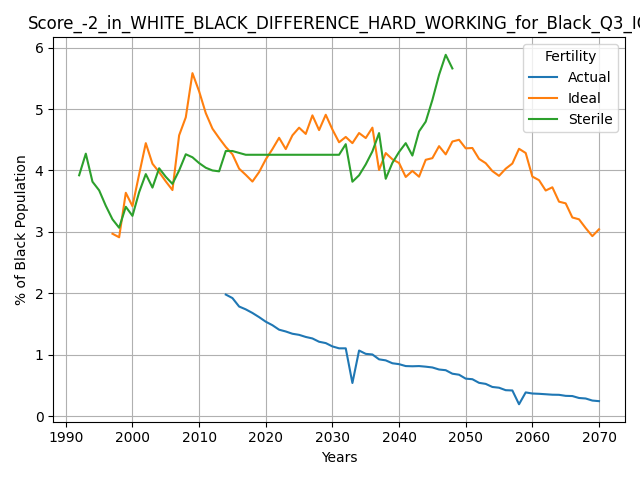 Score_-2_in_WHITE_BLACK_DIFFERENCE_HARD_WORKING_for_Black_Q3_IQ
Fertility
Actual
Ideal
Sterile
% of Black Population
6
5
4
3
2
1
0
1990 2000 2010 2020 2030 2040 2050 2060 2070
Years